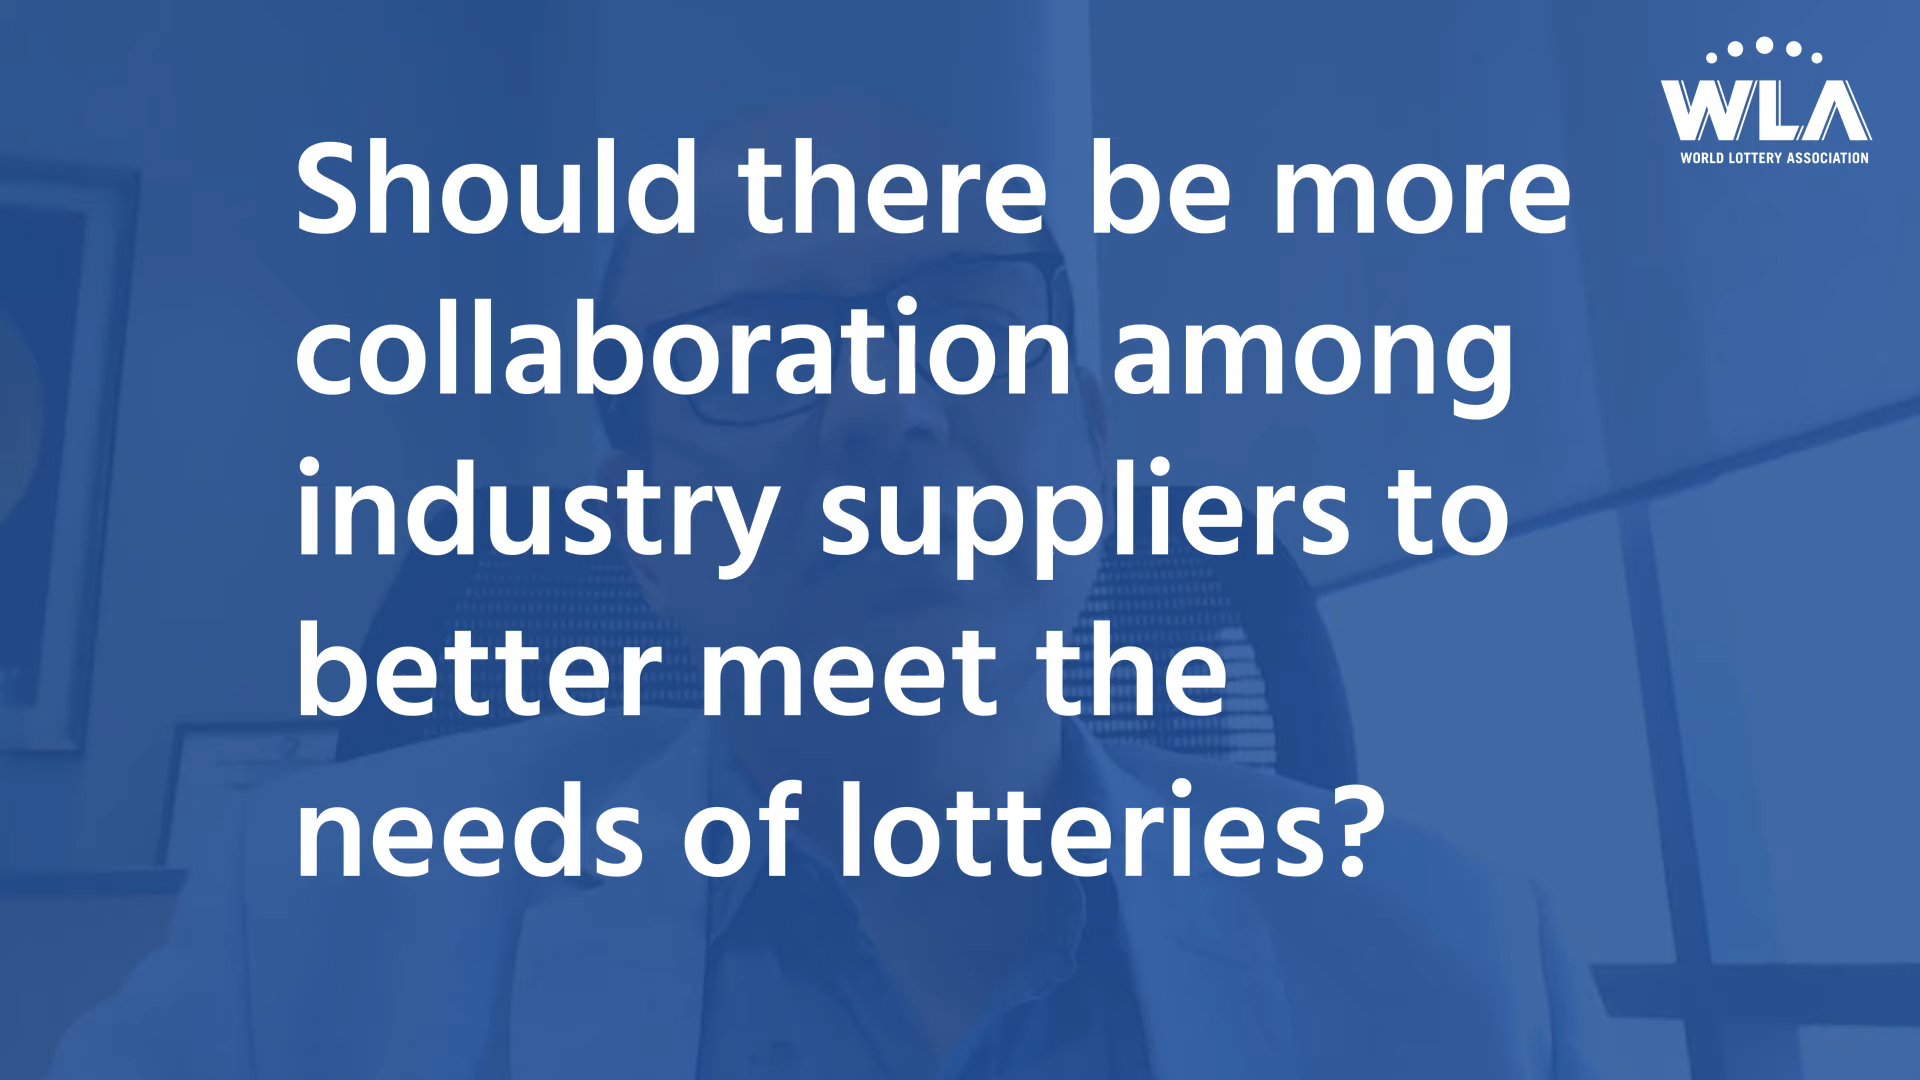 WLA
WORLD LOTTERY ASSOCIATION
Should there be more
collaboration among
industry suppliers to
better meet the
needs of lotteries?